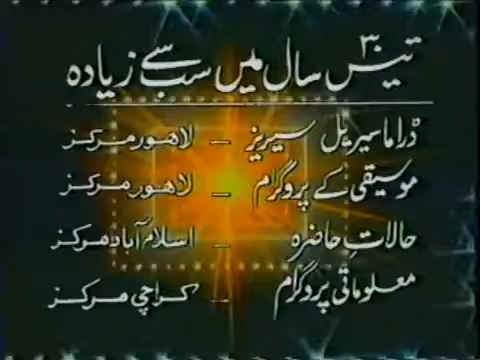 تیس۳۰ سال میں سب سے زیادہ
ڈراما سیریل سیریز – لاہور مرکز
موسیقی کے پروگرام – لاہور مرکز
حالاتِ حاضرہ – اسلام آباد مرکز
معلوماتی پروگرام – کراچی مرکز